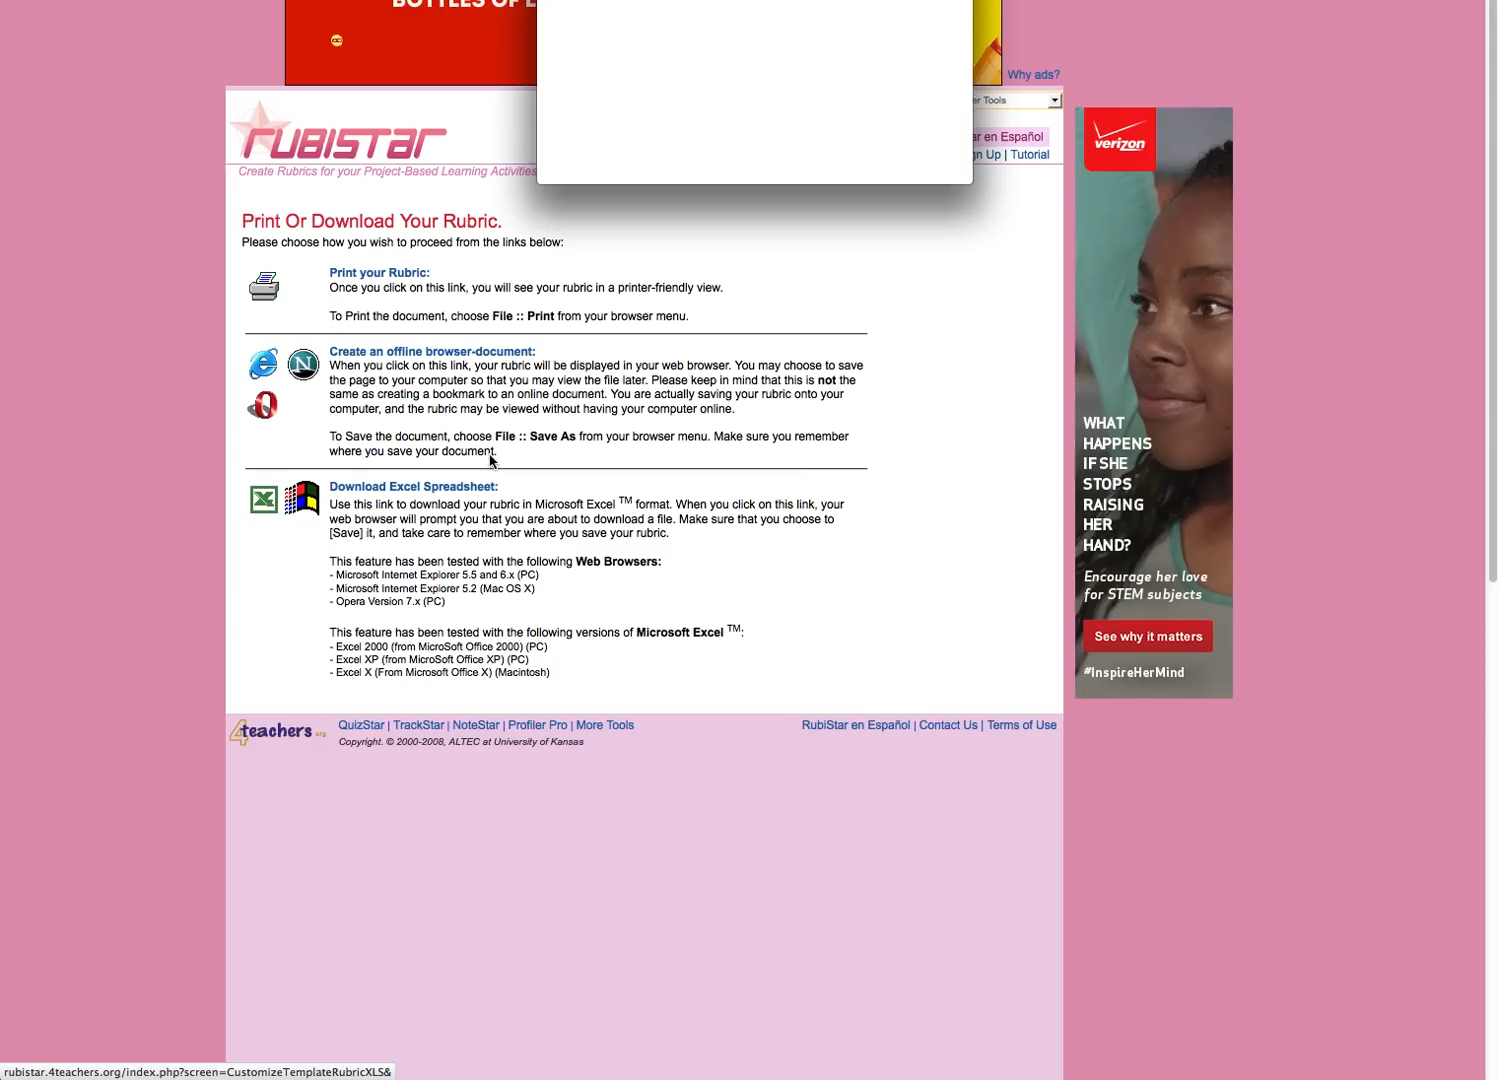 Why ads?
er Tools
RUBISTAR
ar en Español
gn Up | Tutorial
Create Rubrics for your Project-Based Learning Activities
verizon
Print Or Download Your Rubric.
Please choose how you wish to proceed from the links below:
Print your Rubric:
Once you click on this link, you will see your rubric in a printer-friendly view.
To Print the document, choose File :: Print from your browser menu.
Create an offline browser-document:
When you click on this link, your rubric will be displayed in your web browser. You may choose to save
the page to your computer so that you may view the file later. Please keep in mind that this is not the
same as creating a bookmark to an online document. You are actually saving your rubric onto your
computer, and the rubric may be viewed without having your computer online.
To Save the document, choose File :: Save As from your browser menu. Make sure you remember
where you save your document.
Download Excel Spreadsheet:
Use this link to download your rubric in Microsoft Excel TM format. When you click on this link, your
web browser will prompt you that you are about to download a file. Make sure that you choose to
[Save] it, and take care to remember where you save your rubric.
This feature has been tested with the following Web Browsers:
- Microsoft Internet Explorer 5.5 and 6.x (PC)
- Microsoft Internet Explorer 5.2 (Mac OS X)
- Opera Version 7.x (PC)
This feature has been tested with the following versions of Microsoft Excel TM:
- Excel 2000 (from MicroSoft Office 2000) (PC)
- Excel XP (from MicroSoft Office XP) (PC)
- Excel X (From Microsoft Office X) (Macintosh)
WHAT
HAPPENS
IF SHE
STOPS
RAISING
HER
HAND?
Encourage her love
for STEM subjects
See why it matters
#InspireHerMind
4teachers.org
QuizStar | TrackStar | NoteStar | Profiler Pro | More Tools
RubiStar en Español | Contact Us | Terms of Use
Copyright. © 2000-2008, ALTEC at University of Kansas
rubistar.4teachers.org/index.php?screen=CustomizeTemplateRubricXLS&